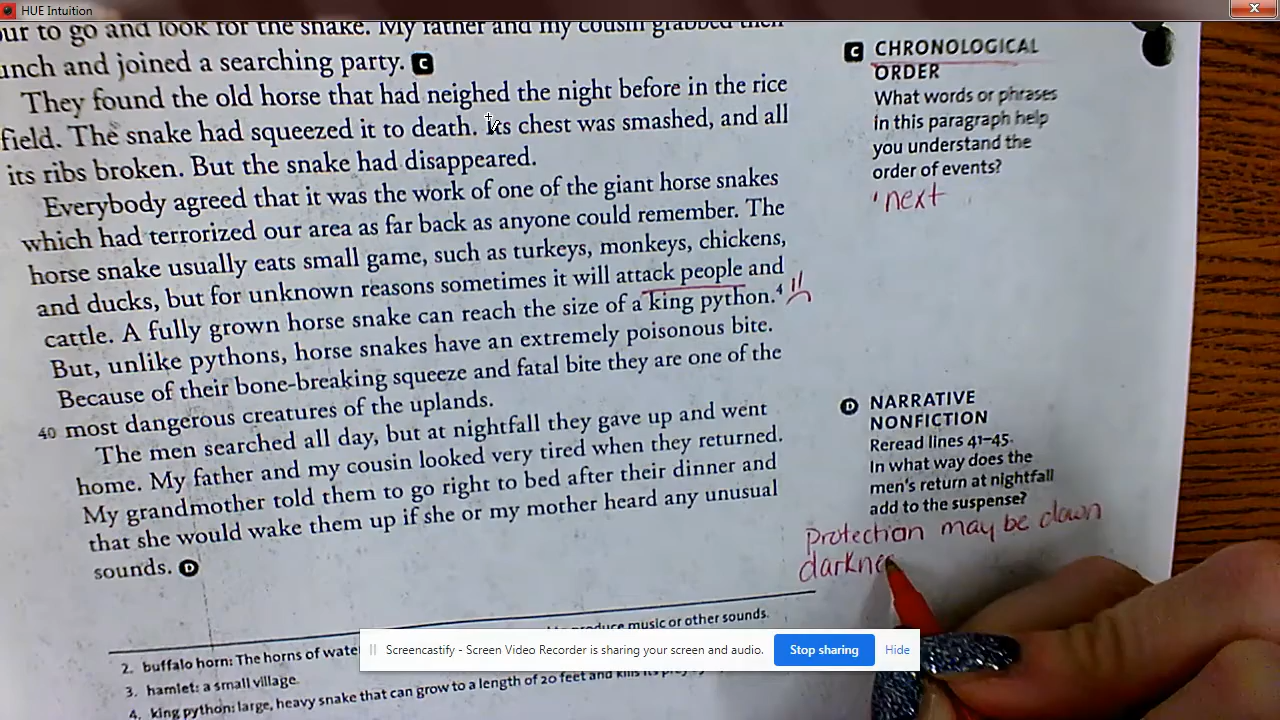 HUE Intuition
our to go and look for the snake. My father and my cousin grabbed their
unch and joined a searching party. C
They found the old horse that had neighed the night before in the rice
field. The snake had squeezed it to death. Its chest was smashed, and all
its ribs broken. But the snake had disappeared.
Everybody agreed that it was the work of one of the giant horse snakes
which had terrorized our area as far back as anyone could remember. The
horse snake usually eats small game, such as turkeys, monkeys, chickens,
and ducks, but for unknown reasons sometimes it will attack people and
cattle. A fully grown horse snake can reach the size of a king python.4
But, unlike pythons, horse snakes have an extremely poisonous bite.
Because of their bone-breaking squeeze and fatal bite they are one of the
40 most dangerous creatures of the uplands.
The men searched all day, but at nightfall they gave up and went
home. My father and my cousin looked very tired when they returned.
My grandmother told them to go right to bed after their dinner and
that she would wake them up if she or my mother heard any unusual
sounds. D
C CHRONOLOGICAL
ORDER
What words or phrases
in this paragraph help
you understand the
order of events?
next
D NARRATIVE
NONFICTION
Reread lines 41–45.
In what way does the
men's return at nightfall
add to the suspense?
Protection may be down
darkne
produce music or other sounds.
2. buffalo horn: The horns of wate
3. hamlet: a small village.
4. king python: large, heavy snake that can grow to a length of 20 feet and kills its prey
Screencastify - Screen Video Recorder is sharing your screen and audio.
Stop sharing
Hide